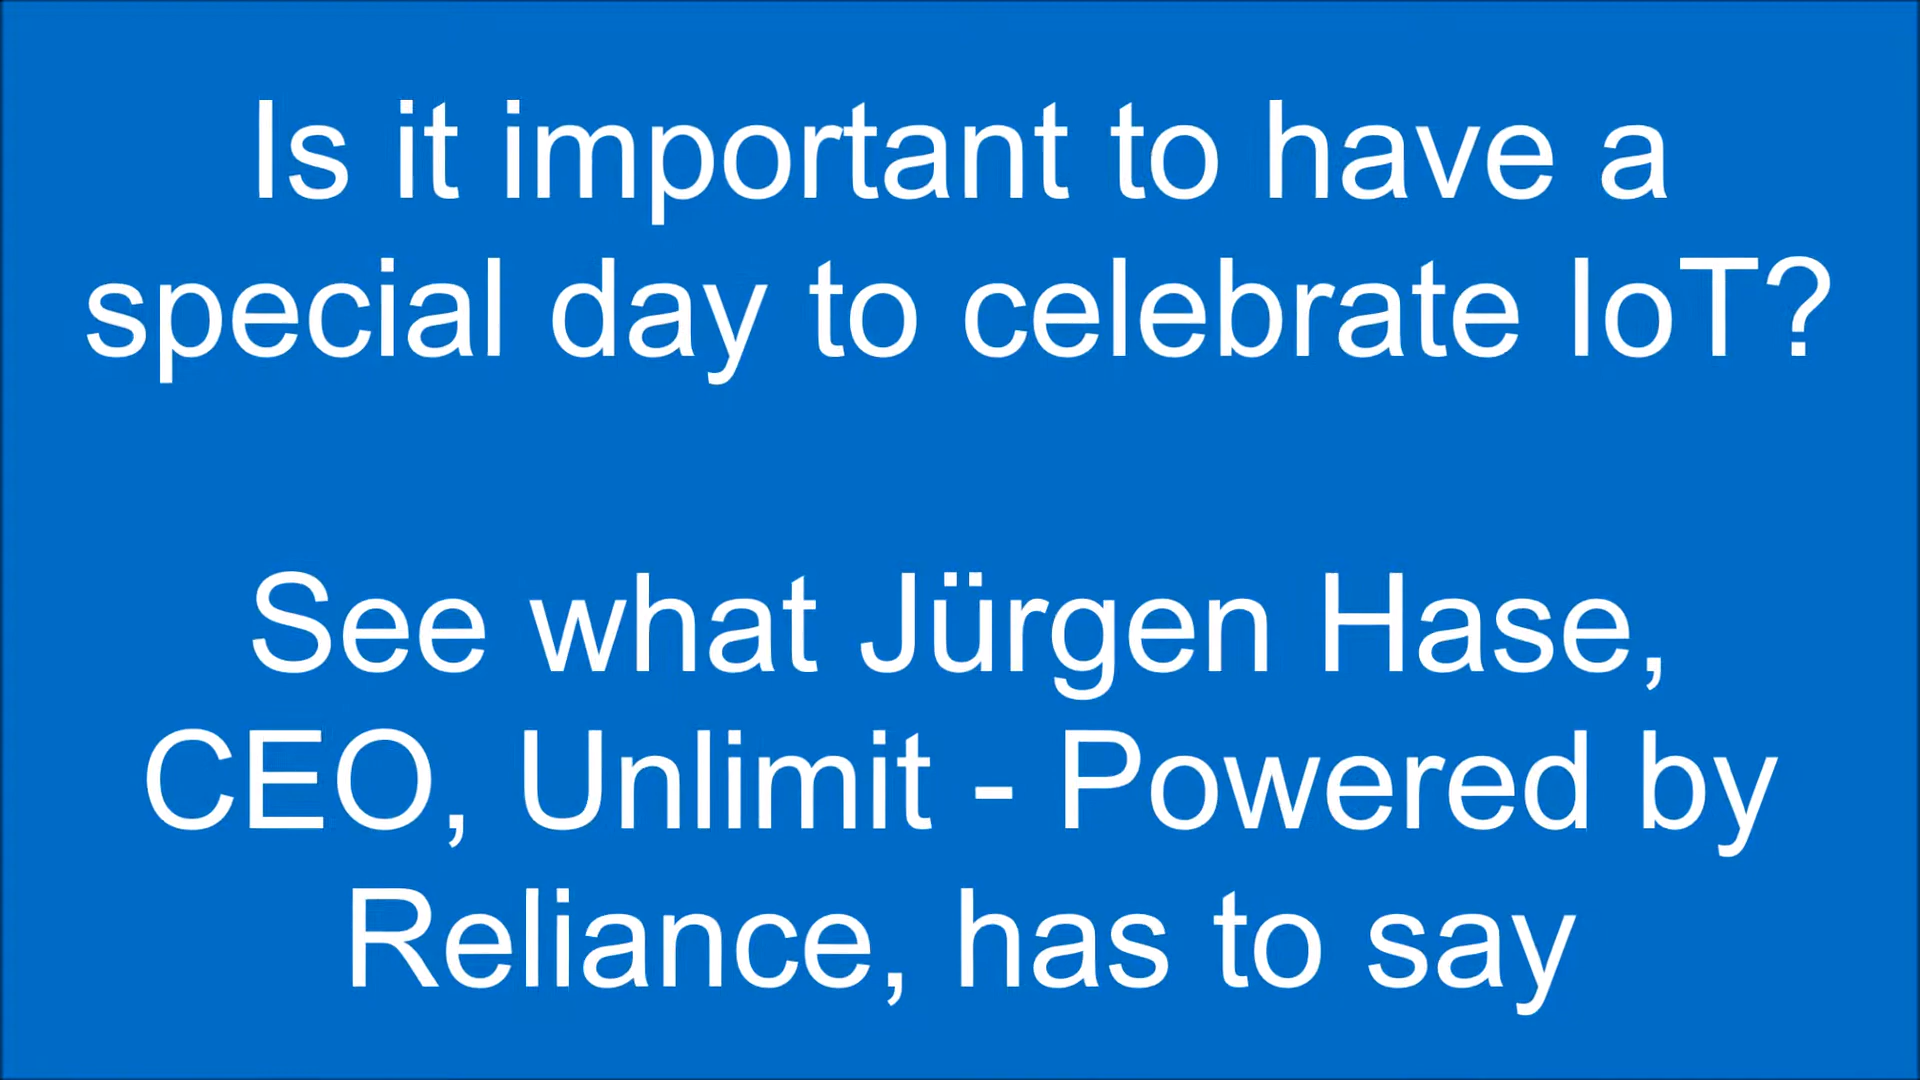 Is it important to have a
special day to celebrate IoT?
See what Jürgen Hase,
CEO, Unlimit - Powered by
Reliance, has to say